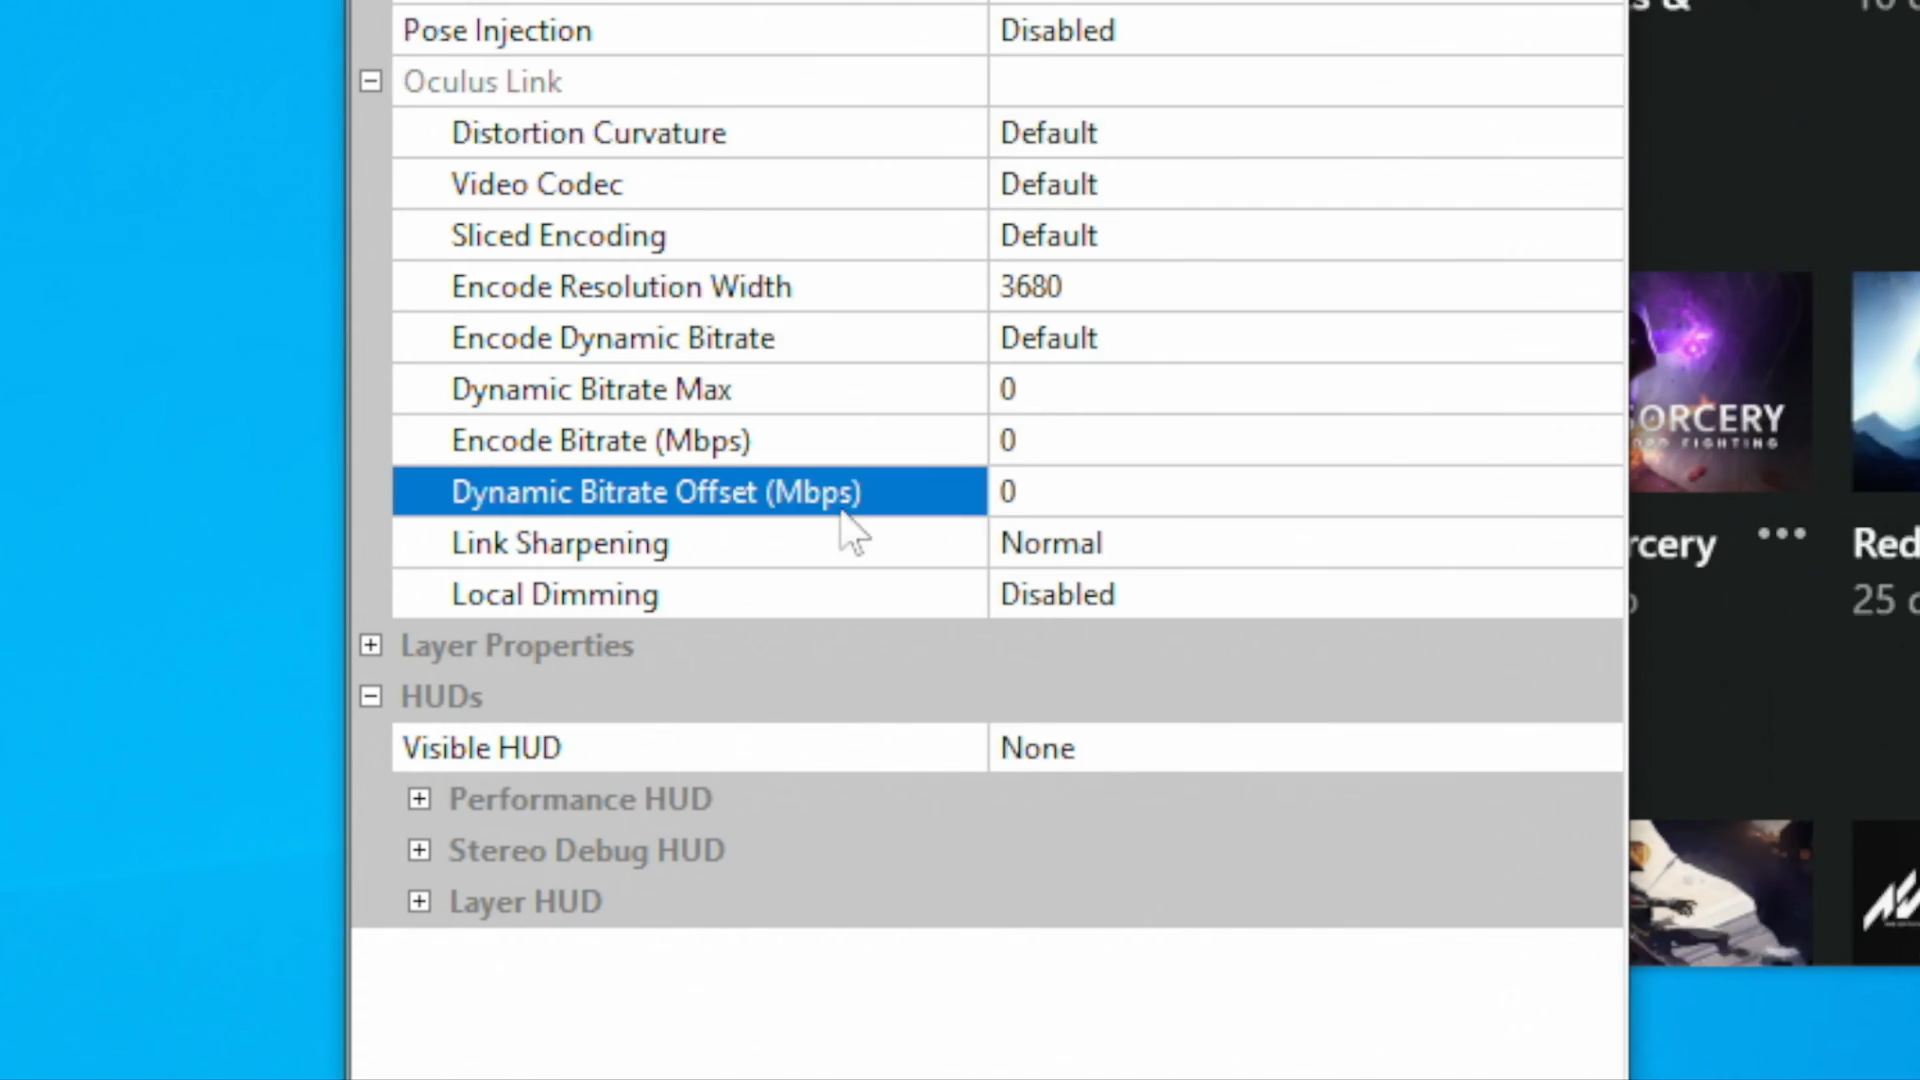 Pose Injection Disabled
Oculus Link
Distortion Curvature Default
Video Codec Default
Sliced Encoding Default
Encode Resolution Width 3680
Encode Dynamic Bitrate Default
Dynamic Bitrate Max 0
Encode Bitrate (Mbps) 0
Dynamic Bitrate Offset (Mbps) 0
Link Sharpening Normal
Local Dimming Disabled
Layer Properties
HUDs
Visible HUD None
Performance HUD
Stereo Debug HUD
Layer HUD
&
ORCERY
FIGHTING
rcery ••• Red
25